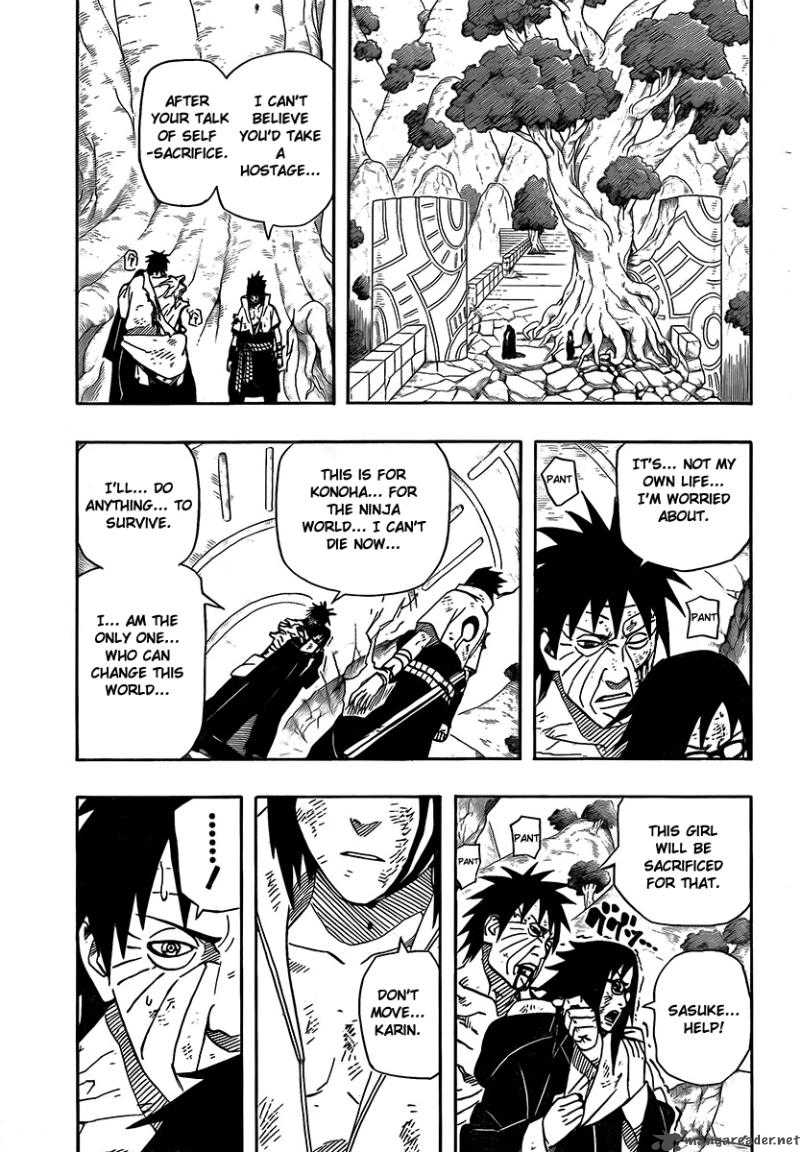 I CAN'T
BELIEVE
YOU'D TAKE
A
HOSTAGE...
AFTER
YOUR TALK
OF SELF
-SACRIFICE.
?
?
IT'S... NOT MY
OWN LIFE...
I'M WORRIED
ABOUT.
PANT
PANT
THIS IS FOR
KONOHA... FOR
THE NINJA
WORLD... I CAN'T
DIE NOW...
I'LL... DO
ANYTHING... TO
SURVIVE.
I... AM THE
ONLY ONE...
WHO CAN
CHANGE THIS
WORLD...
THIS GIRL
WILL BE
SACRIFICED
FOR THAT.
PANT
PANT
SASUKE...
HELP!
DON'T
MOVE...
KARIN.
......
mangareader.net